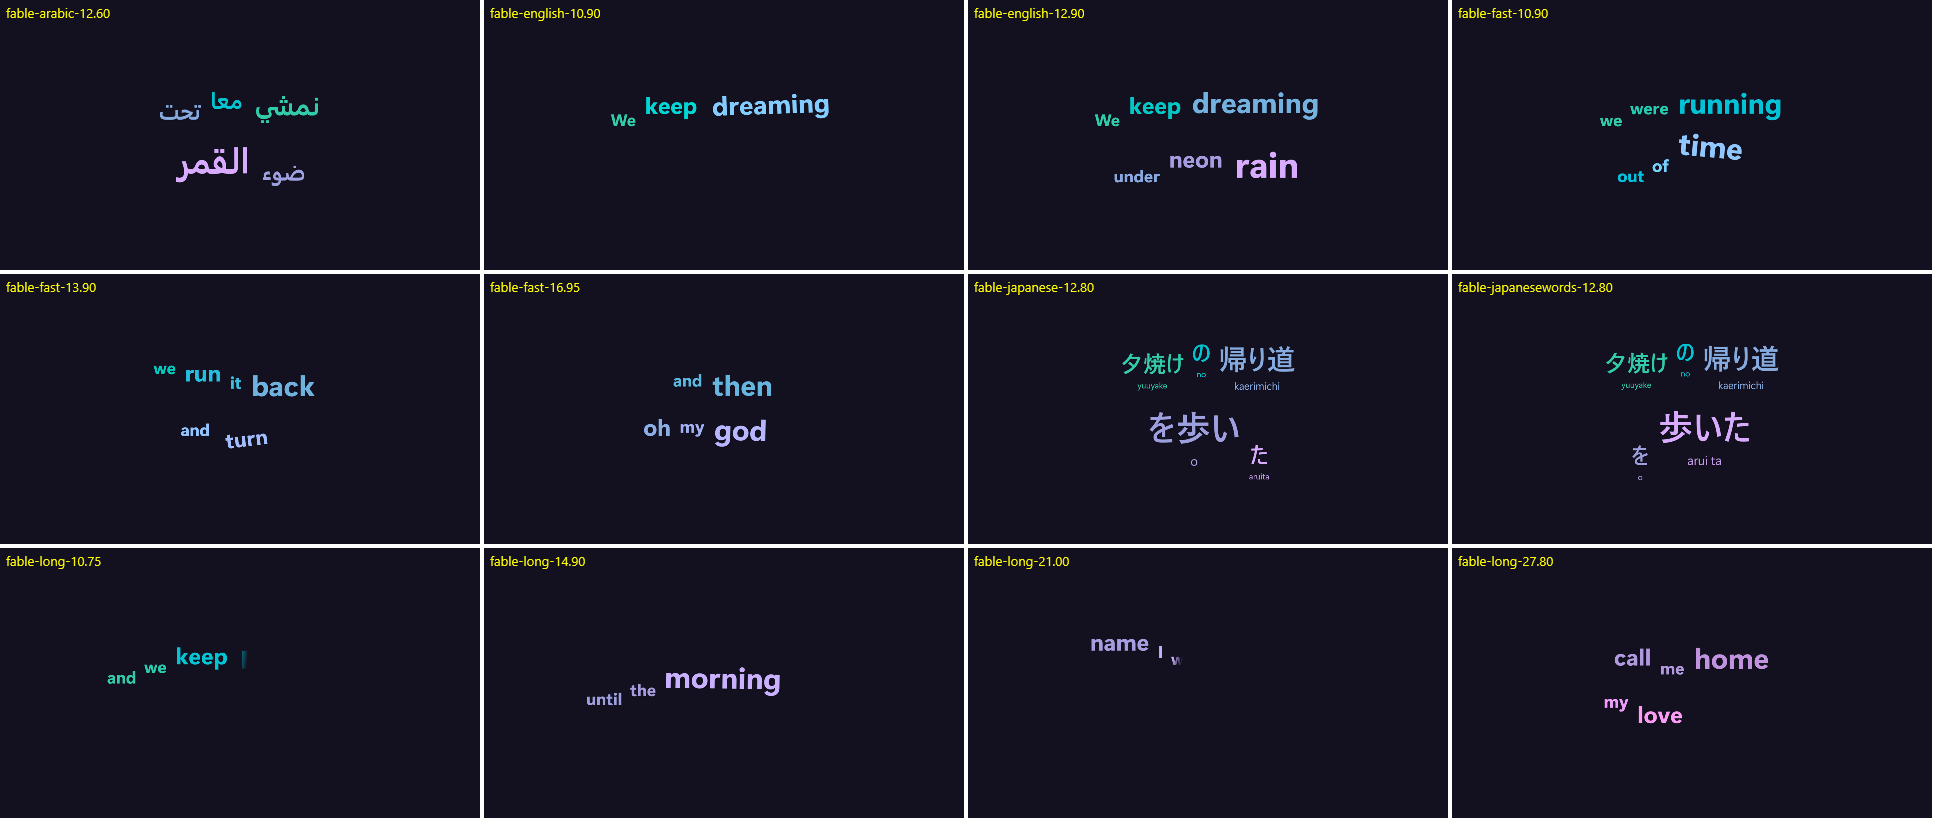 fable-arabic-12.60
نمشي معا تحت
ضوء القمر
fable-english-10.90
We keep dreaming
fable-english-12.90
We keep dreaming
under neon rain
fable-fast-10.90
we were running
out of time
fable-fast-13.90
we run it back
and turn
fable-fast-16.95
and then
oh my god
fable-japanese-12.80
夕焼け の 帰り道
yuuyake no kaerimichi
を歩い た
o aruita
fable-japanesewords-12.80
夕焼け の 帰り道
yuuyake no kaerimichi
を 歩いた
o arui ta
fable-long-10.75
and we keep
fable-long-14.90
until the morning
fable-long-21.00
name I w
fable-long-27.80
call me home
my love